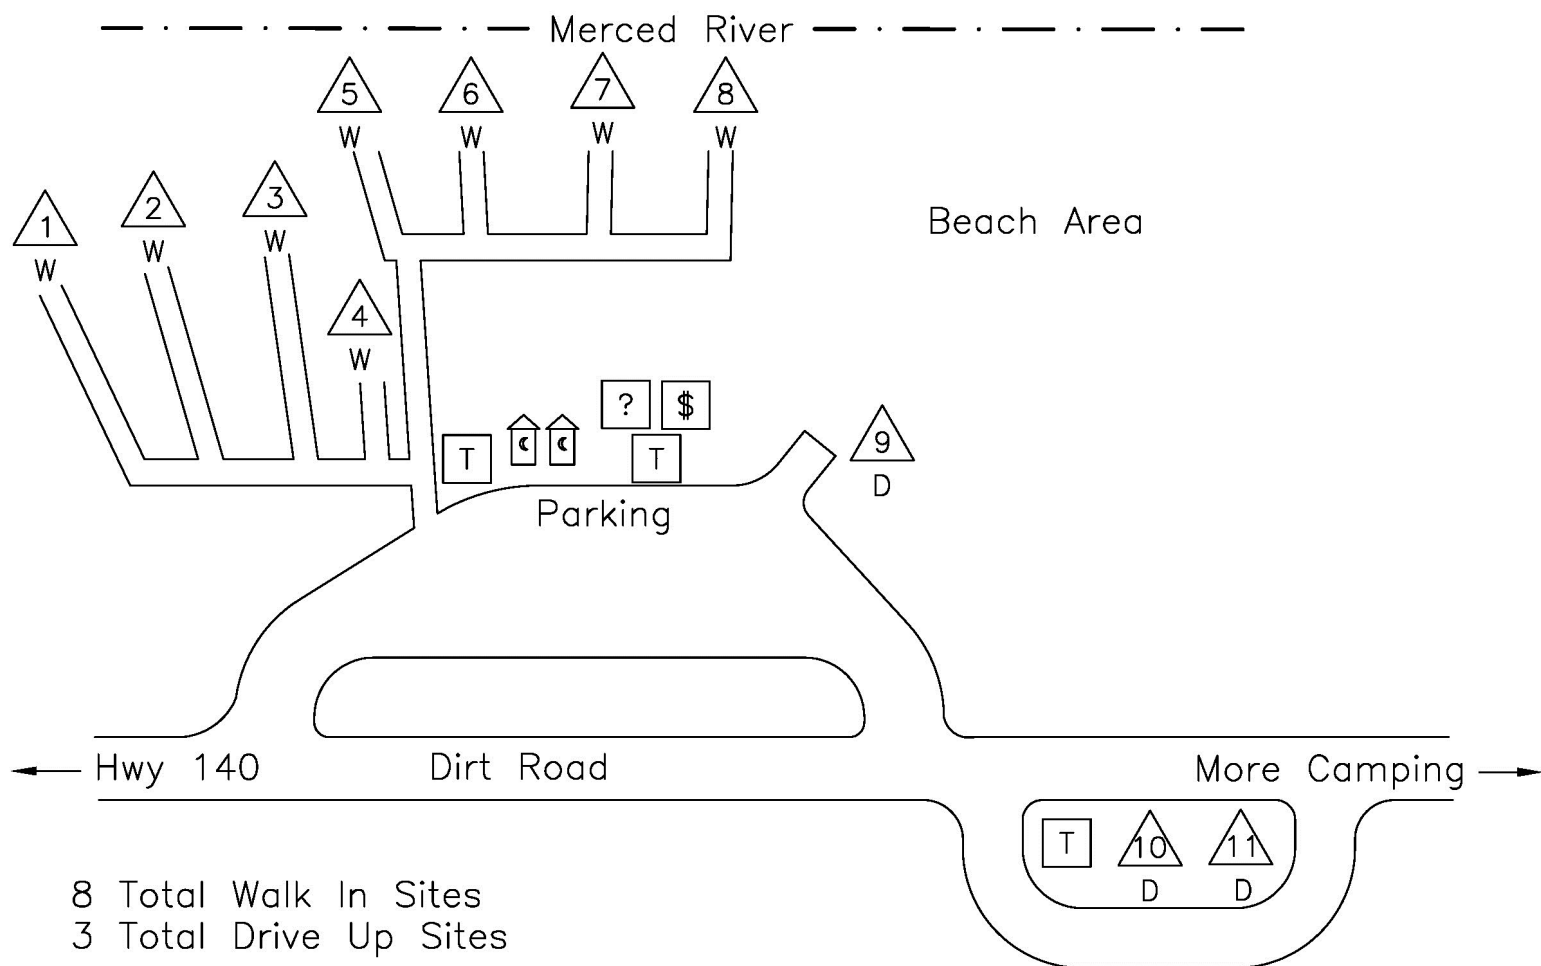 Merced River
5 6 7 8
W W W W
1 2 3
W W W
Beach Area
4
W
? $
T T
9
D
Parking
Hwy 140 Dirt Road More Camping
T 10 11
D D
8 Total Walk In Sites
3 Total Drive Up Sites